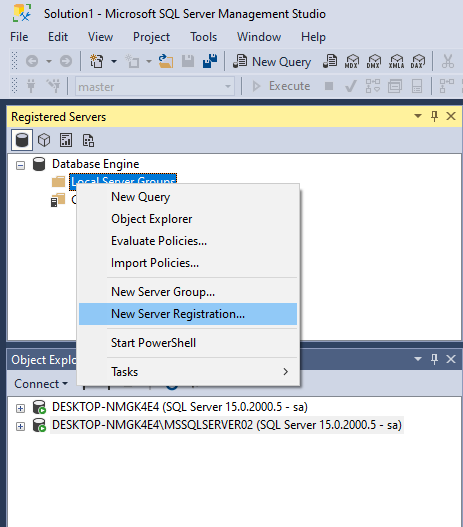 Solution1 - Microsoft SQL Server Management Studio
File Edit View Project Tools Window Help
New Query MDX DMX XMLA DAX
master Execute
Registered Servers
Database Engine
Local Server Groups
New Query
Object Explorer
Evaluate Policies...
Import Policies...
New Server Group...
New Server Registration...
Start PowerShell
Tasks
Object Explo
Connect
DESKTOP-NMGK4E4 (SQL Server 15.0.2000.5 - sa)
DESKTOP-NMGK4E4\MSSQLSERVER02 (SQL Server 15.0.2000.5 - sa)